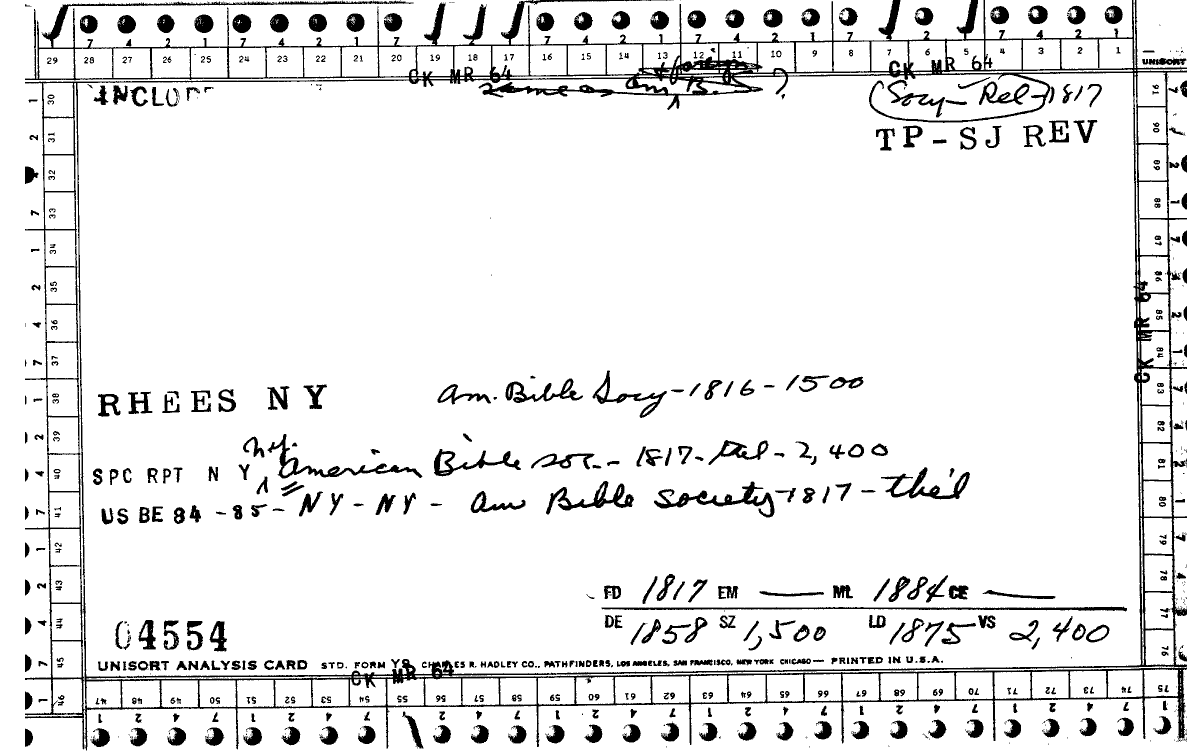 7 4 2 1 7 4 7 4 2 1 7 4 2 1 7 2 7 4 2 1
29 28 27 26 25 24 23 22 21 20 19 18 17 16 15 14 13 12 11 10 9 8 7 6 5 4 3 2 1 UNISORT
CK MR 64 CK MR 64
+ foreign
same as Am B. ?
(Socy - Rel -) 1817
TP-SJ REV
RHEES NY Am. Bible Socy - 1816 - 1500
N.Y.
SPC RPT N Y American Bible soc. - 1817 - Rel - 2,400
US BE 84 - 85 - NY - NY - Am Bible Society - 1817 - the'l
FD 1817 EM — Mt 1884 CE —
DE 1858 SZ 1,500 LD 1875 VS 2,400
04554
UNISORT ANALYSIS CARD STD. FORM Y9 CHARLES R. HADLEY CO., PATHFINDERS, LOS ANGELES, SAN FRANCISCO, NEW YORK CHICAGO — PRINTED IN U.S.A.
CK MR 64
CK MR 64
30 31 32 33 34 35 36 37 38 39 40 41 42 43 44 45 46
47 48 49 50 51 52 53 54 55 56 57 58 59 60 61 62 63 64 65 66 67 68 69 70 71 72 73 74 75
91 90 89 88 87 86 85 84 83 82 81 80 79 78 77 76